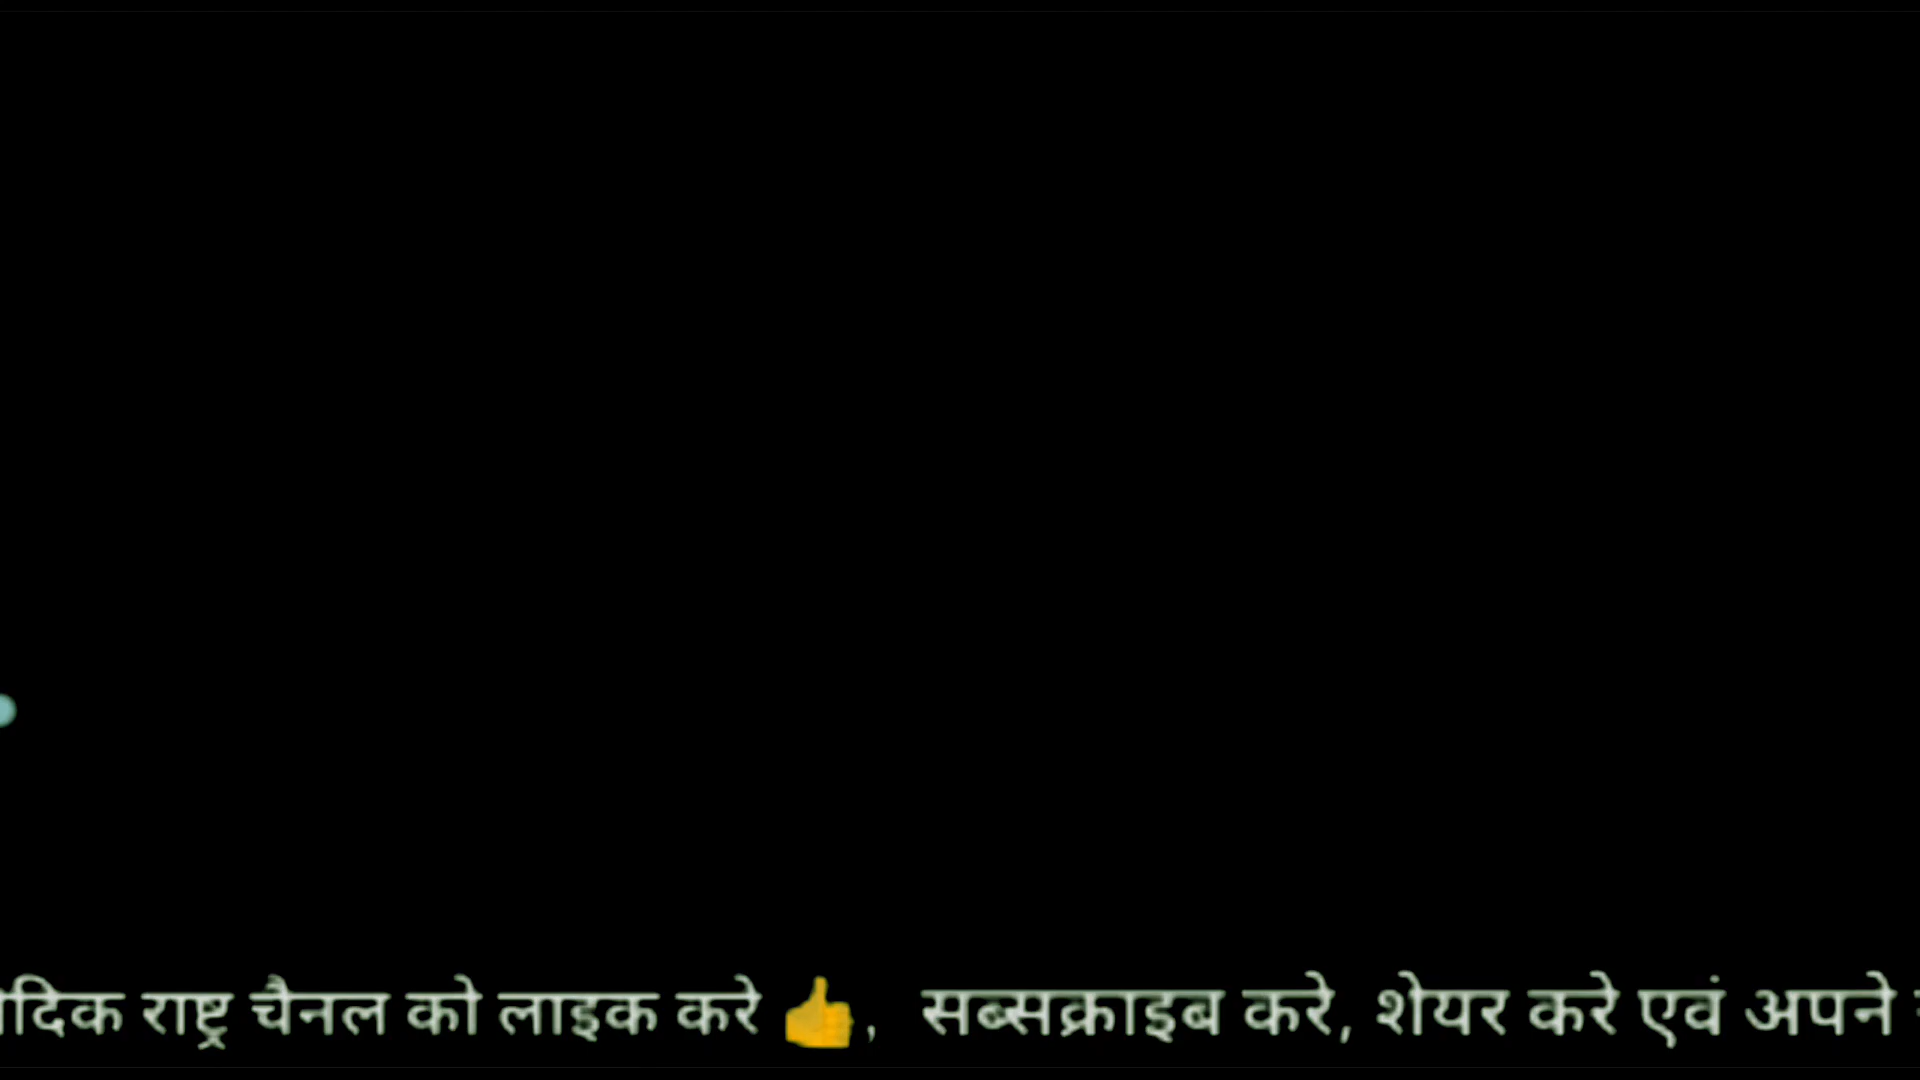 राष्ट्र चैनल को लाइक करे 👍, सब्सक्राइब करे, शेयर करे एवं अपने